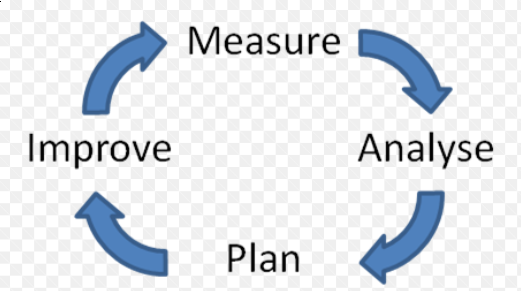 Measure
Improve
Analyse
Plan